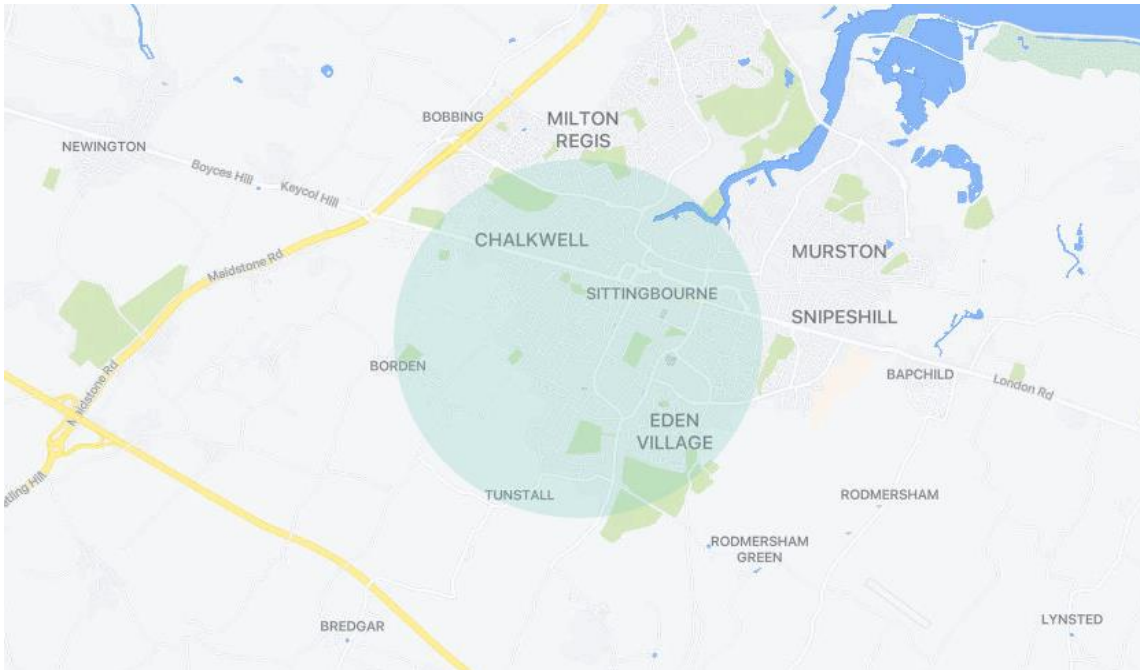 BOBBING
MILTON
REGIS
NEWINGTON
Boyces Hill
Keycol Hill
CHALKWELL
MURSTON
Maidstone Rd
SITTINGBOURNE
SNIPESHILL
BORDEN
BAPCHILD
London Rd
Maidstone Rd
EDEN
VILLAGE
TUNSTALL
RODMERSHAM
RODMERSHAM
GREEN
BREDGAR
LYNSTED